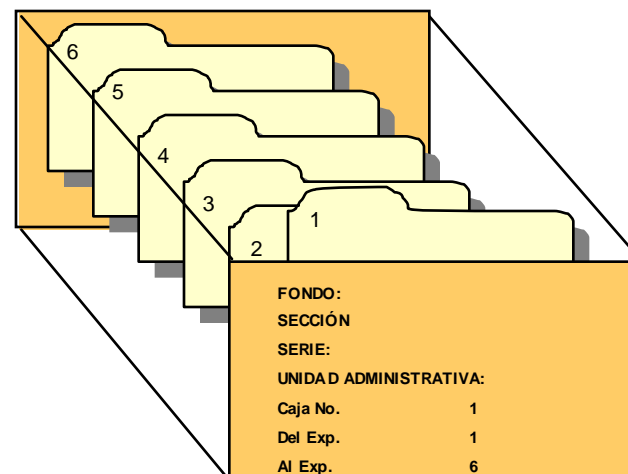 6
5
4
3
2
1
FONDO:
SECCIÓN
SERIE:
UNIDAD ADMINISTRATIVA:
Caja No. 1
Del Exp. 1
Al Exp. 6